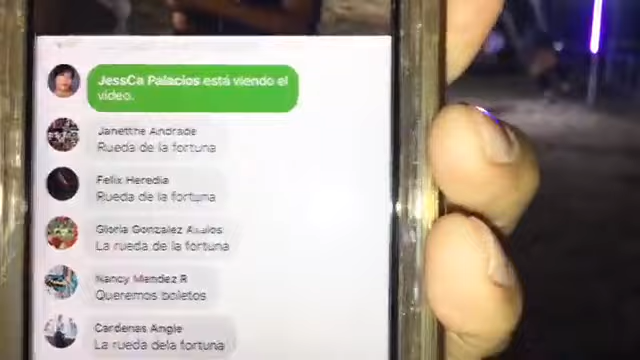 JessCa Palacios está viendo el
video.
Janetthe Andrade
Rueda de la fortuna
Felix Heredia
Rueda de la fortuna
Gloria Gonzalez
La rueda de la fortuna
Nancy Mendez R
Queremos boletos
Cardenas Angie
La rueda dela fortuna